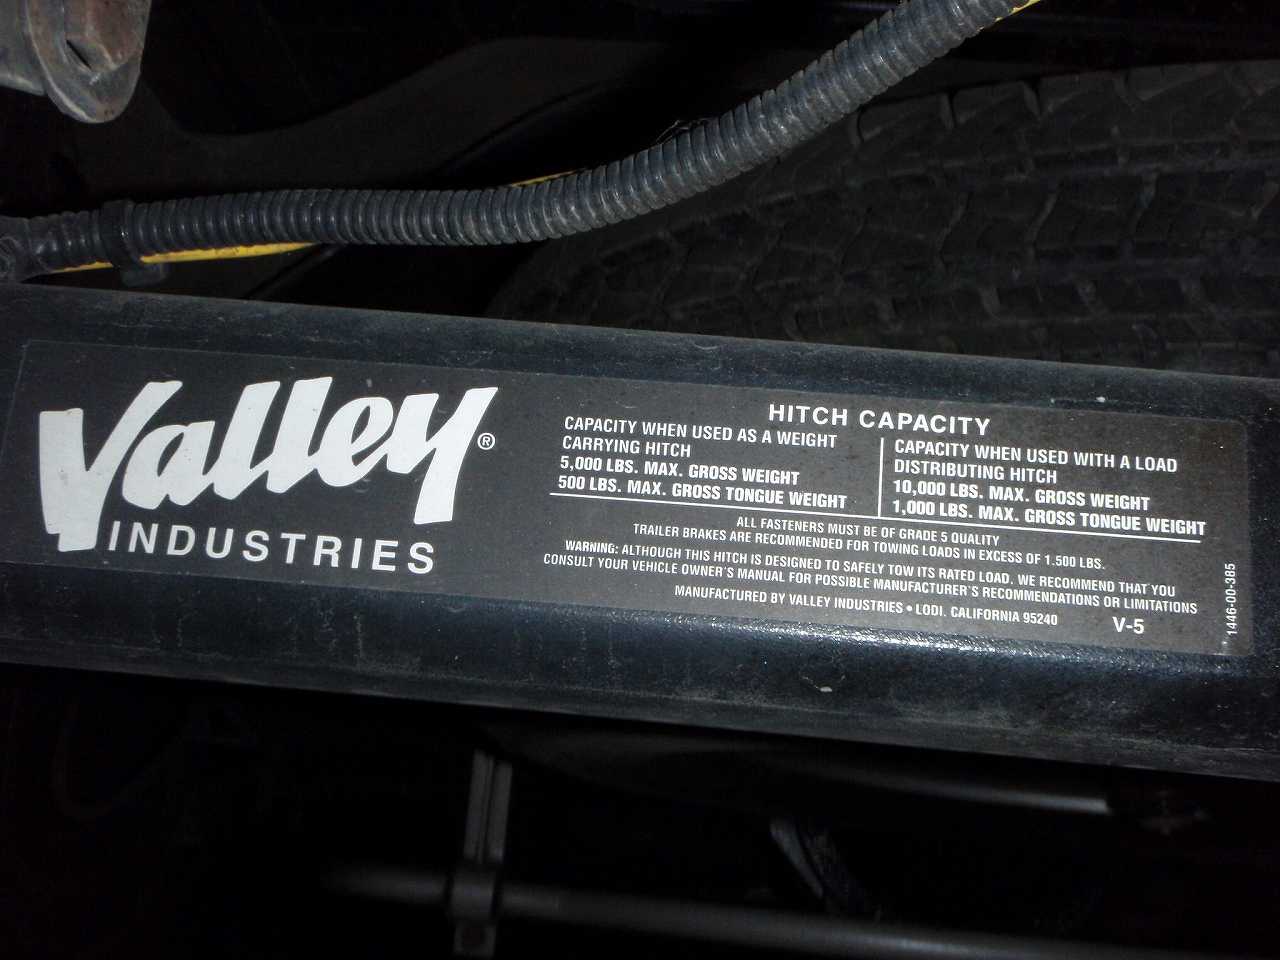 Valley®
INDUSTRIES
HITCH CAPACITY
CAPACITY WHEN USED AS A WEIGHT
CARRYING HITCH
5,000 LBS. MAX. GROSS WEIGHT
500 LBS. MAX. GROSS TONGUE WEIGHT
CAPACITY WHEN USED WITH A LOAD
DISTRIBUTING HITCH
10,000 LBS. MAX. GROSS WEIGHT
1,000 LBS. MAX. GROSS TONGUE WEIGHT
ALL FASTENERS MUST BE OF GRADE 5 QUALITY
TRAILER BRAKES ARE RECOMMENDED FOR TOWING LOADS IN EXCESS OF 1.500 LBS.
WARNING: ALTHOUGH THIS HITCH IS DESIGNED TO SAFELY TOW ITS RATED LOAD, WE RECOMMEND THAT YOU
CONSULT YOUR VEHICLE OWNER'S MANUAL FOR POSSIBLE MANUFACTURER'S RECOMMENDATIONS OR LIMITATIONS
MANUFACTURED BY VALLEY INDUSTRIES • LODI, CALIFORNIA 95240
V-5
1446-00-385